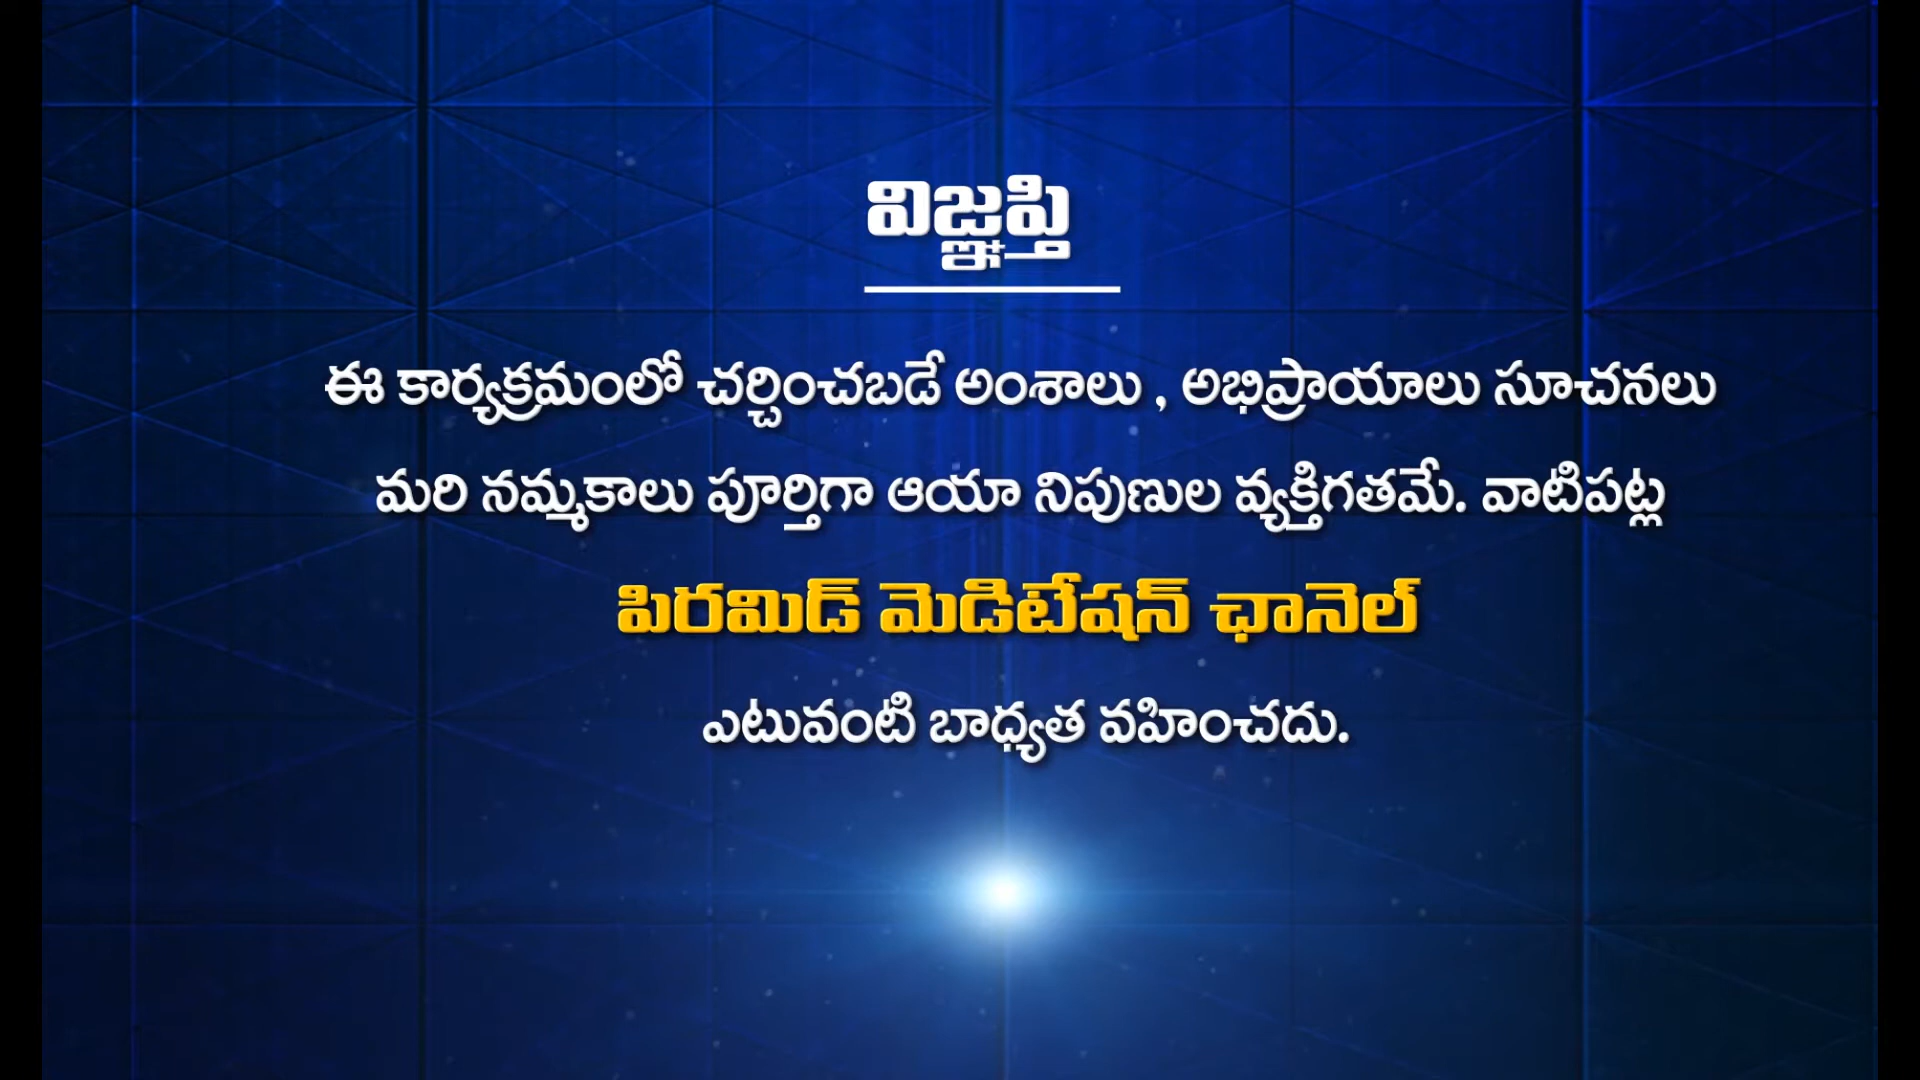 విజ్ఞప్తి
ఈ కార్యక్రమంలో చర్చించబడే అంశాలు , అభిప్రాయాలు సూచనలు
మరి నమ్మకాలు పూర్తిగా ఆయా నిపుణుల వ్యక్తిగతమే. వాటిపట్ల
పిరమిడ్ మెడిటేషన్ ఛానెల్
ఎటువంటి బాధ్యత వహించదు.